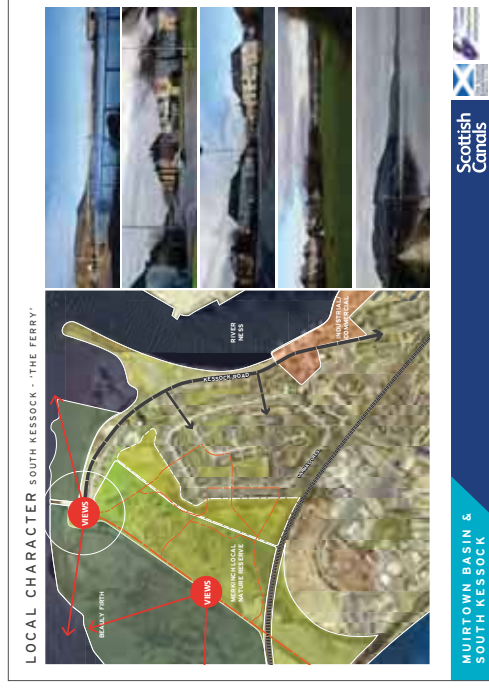 LOCAL CHARACTER SOUTH KESSOCK - 'THE FERRY'
VIEWS
BEAULY FIRTH
VIEWS
MERKINCH LOCAL
NATURE RESERVE
KESSOCK ROAD
RIVER
NESS
INDUSTRIAL/
COMMERCIAL
MUIRTOWN BASIN &
SOUTH KESSOCK
Scottish
Canals